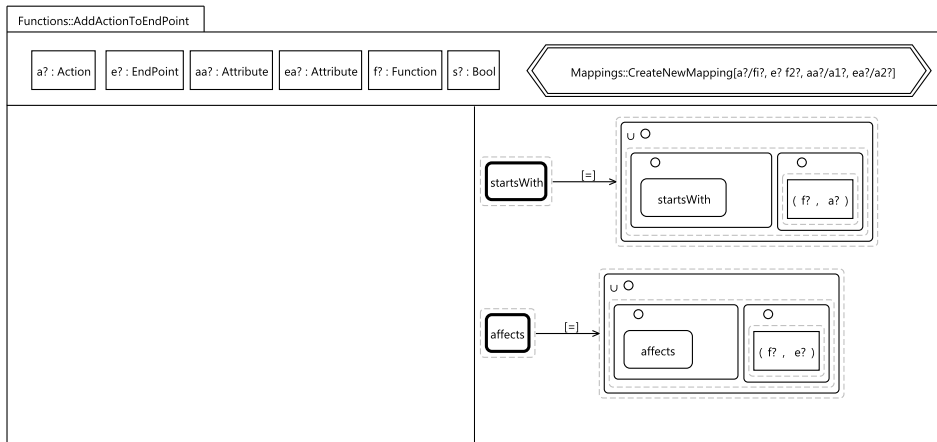 Functions::AddActionToEndPoint
a? : Action
e? : EndPoint
aa? : Attribute
ea? : Attribute
f? : Function
s? : Bool
Mappings::CreateNewMapping[a?/fi?, e? f2?, aa?/a1?, ea?/a2?]
startsWith
[=]
∪
startsWith
( f? , a? )
affects
[=]
∪
affects
( f? , e? )